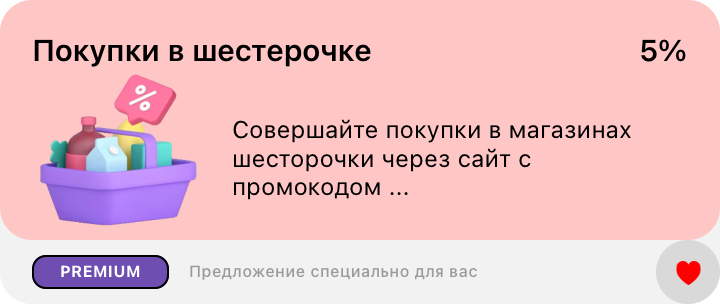 Покупки в шестерочке 5%
%
Совершайте покупки в магазинах
шесторочки через сайт с
промокодом ...
PREMIUM Предложение специально для вас